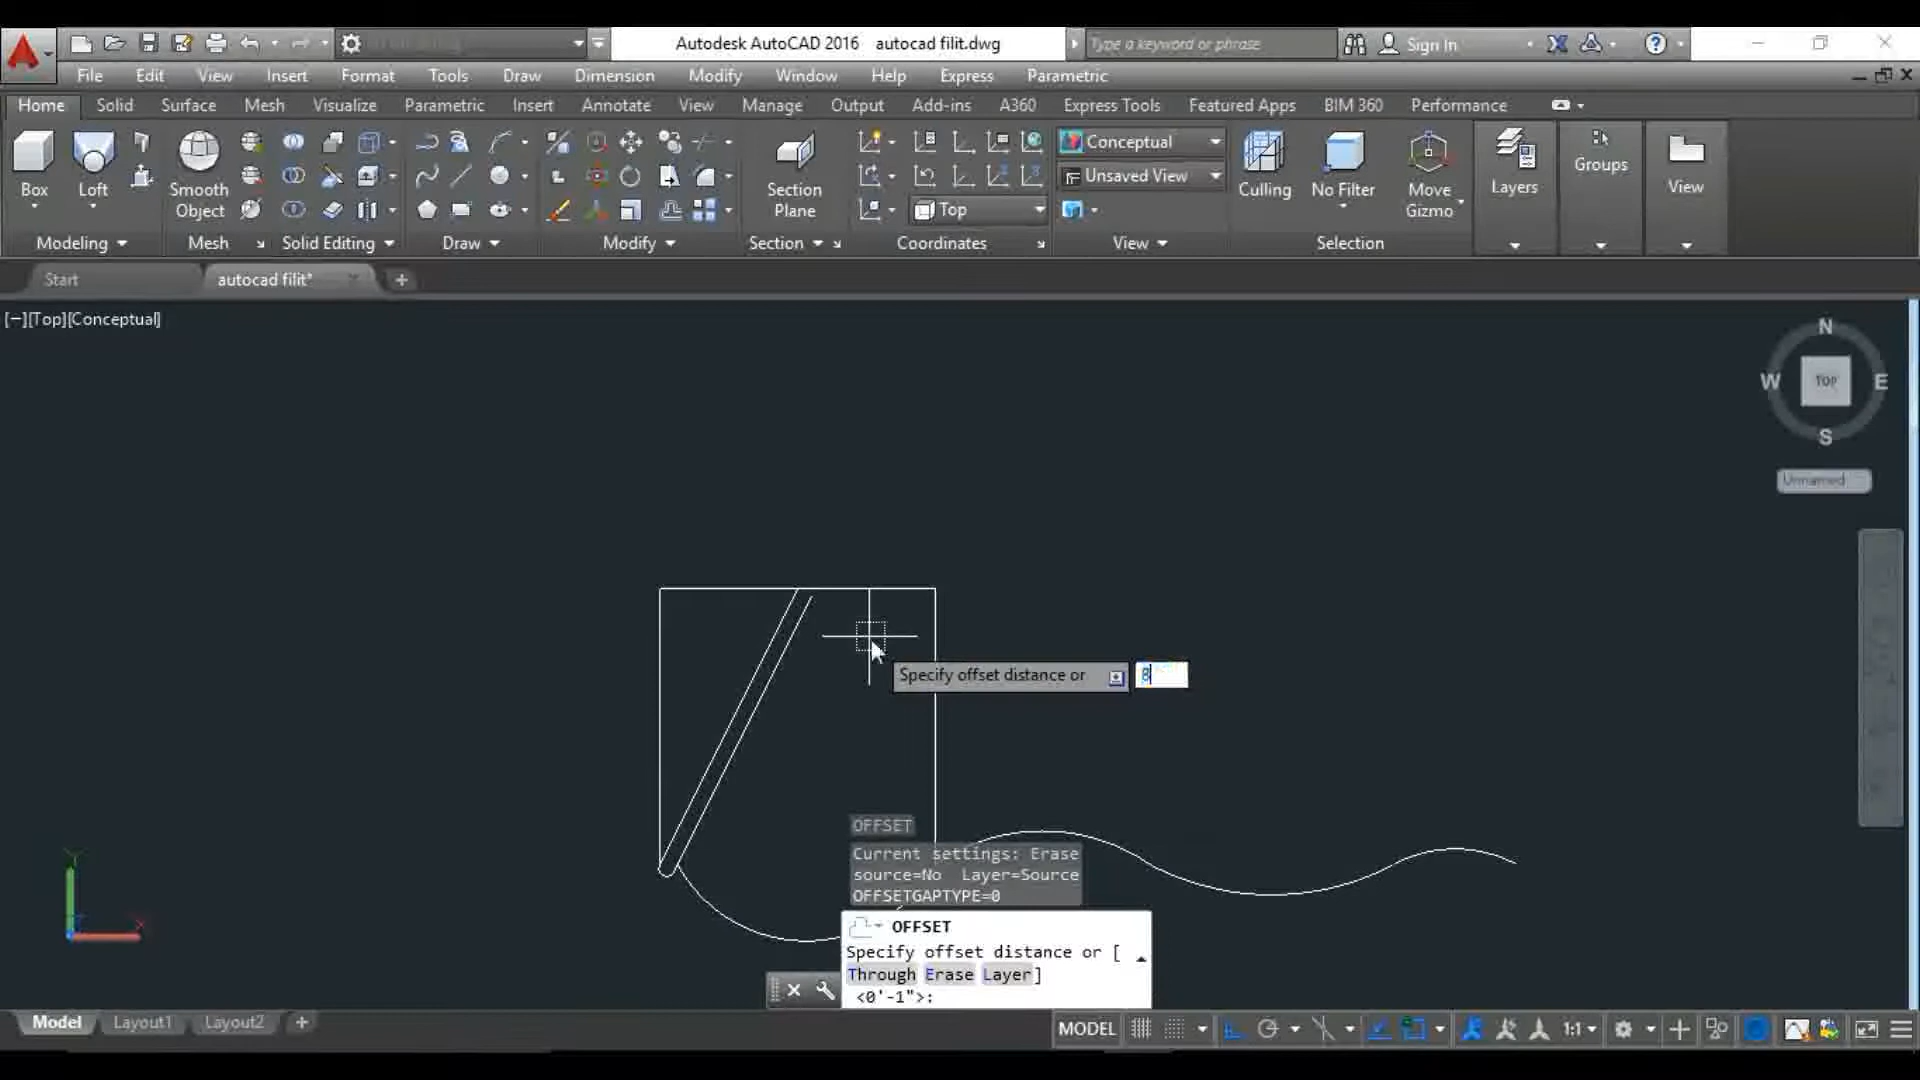 Autodesk AutoCAD 2016 autocad filit.dwg Type a keyword or phrase Sign In
File Edit View Insert Format Tools Draw Dimension Modify Window Help Express Parametric
Home Solid Surface Mesh Visualize Parametric Insert Annotate View Manage Output Add-ins A360 Express Tools Featured Apps BIM 360 Performance
Conceptual
Unsaved View
Top
Box Loft Smooth Object Section Plane Culling No Filter Move Gizmo Layers Groups View
Modeling Mesh Solid Editing Draw Modify Section Coordinates View Selection
Start autocad filit* +
[−][Top][Conceptual]
N
W TOP E
S
Unnamed
Specify offset distance or 8
OFFSET
Current settings: Erase
source=No Layer=Source
OFFSETGAPTYPE=0
OFFSET
Specify offset distance or [
Through Erase Layer]
<0'-1">:
Y
X
Model Layout1 Layout2 + MODEL 1:1